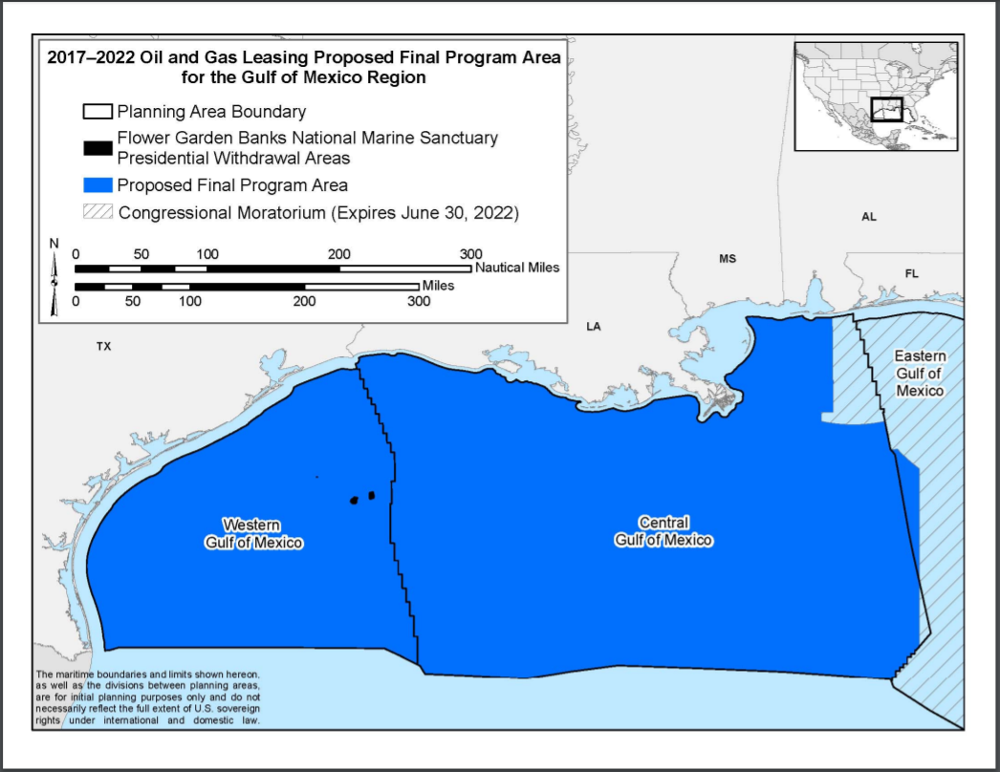 2017–2022 Oil and Gas Leasing Proposed Final Program Area
for the Gulf of Mexico Region
Planning Area Boundary
Flower Garden Banks National Marine Sanctuary
Presidential Withdrawal Areas
Proposed Final Program Area
Congressional Moratorium (Expires June 30, 2022)
N
0 50 100 200 300
Nautical Miles
Miles
0 50 100 200 300
AL
MS
FL
LA
TX
Eastern
Gulf of
Mexico
Western
Gulf of Mexico
Central
Gulf of Mexico
The maritime boundaries and limits shown hereon,
as well as the divisions between planning areas,
are for initial planning purposes only and do not
necessarily reflect the full extent of U.S. sovereign
rights under international and domestic law.